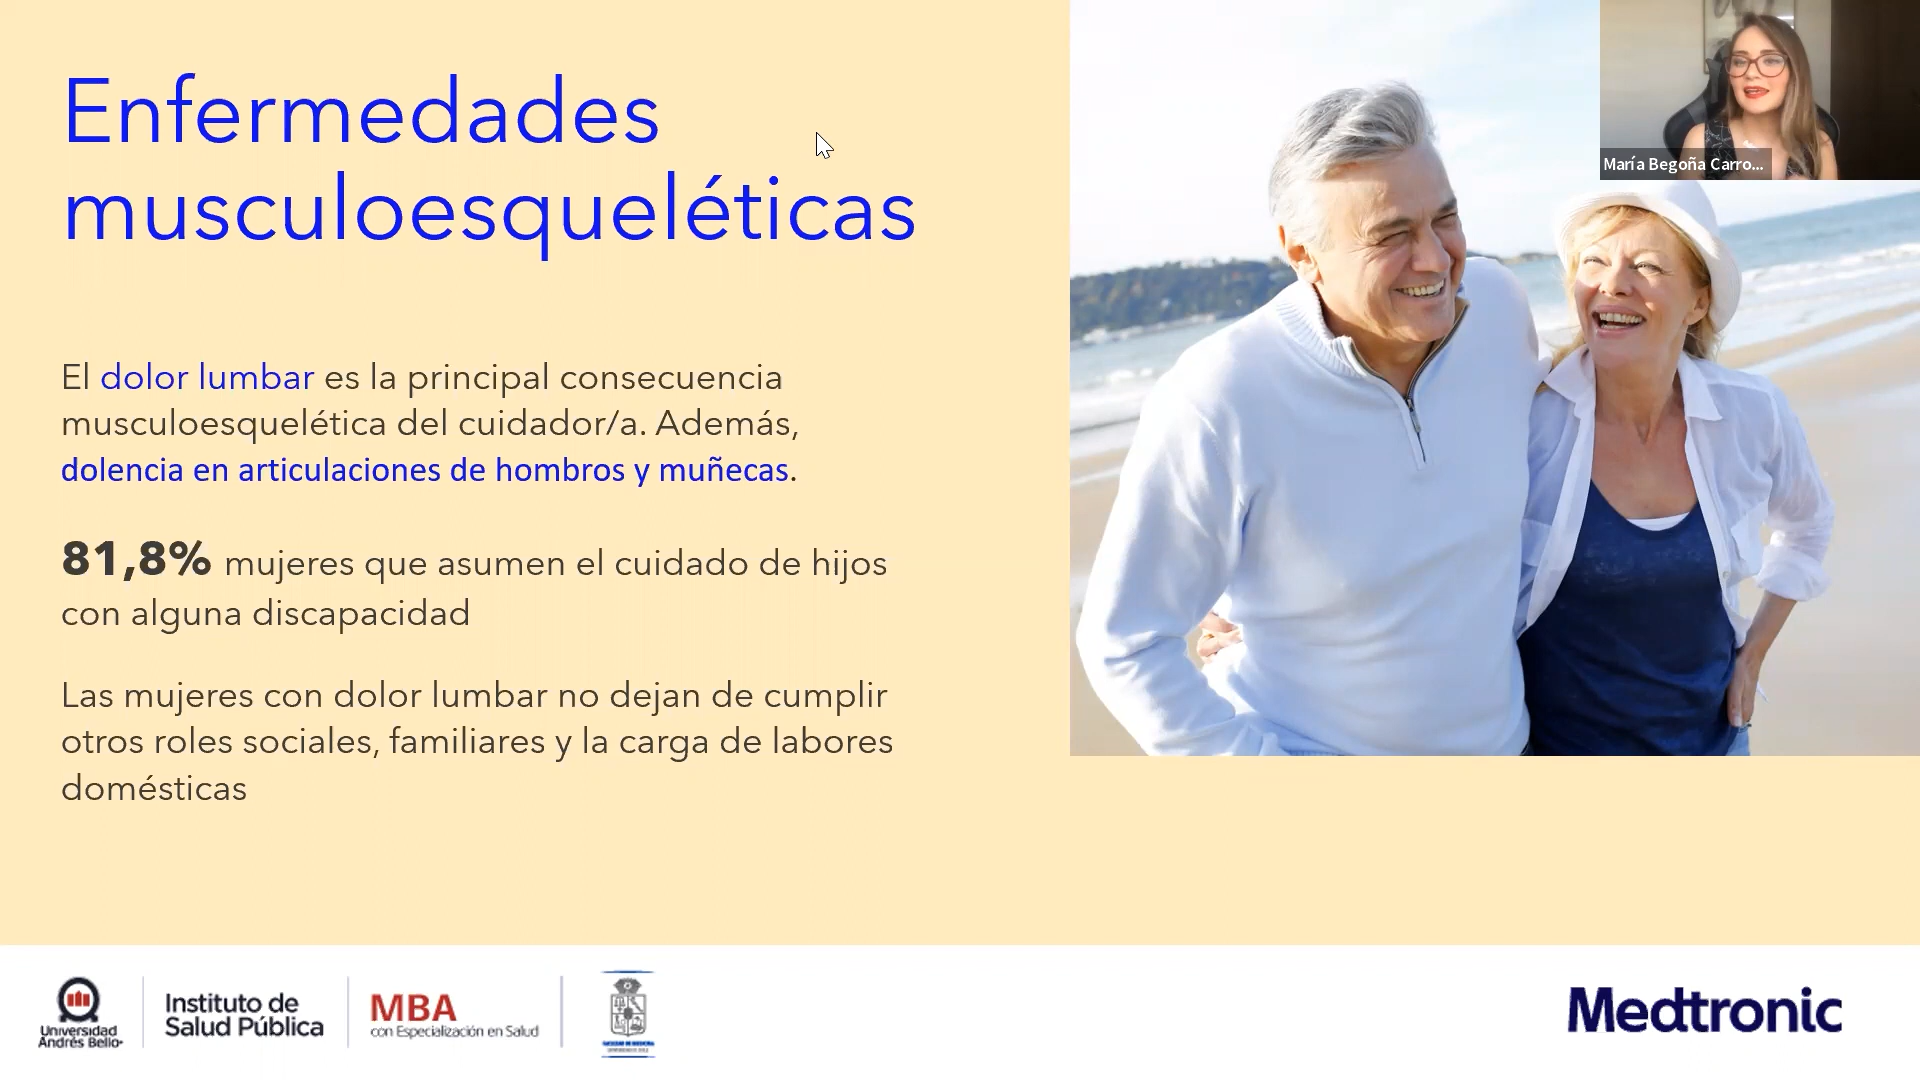 Enfermedades
musculoesqueléticas
El dolor lumbar es la principal consecuencia
musculoesquelética del cuidador/a. Además,
dolencia en articulaciones de hombros y muñecas.
81,8% mujeres que asumen el cuidado de hijos
con alguna discapacidad
Las mujeres con dolor lumbar no dejan de cumplir
otros roles sociales, familiares y la carga de labores
domésticas
María Begoña Carro...
Universidad
Andrés Bello
Instituto de
Salud Pública
MBA
con Especialización en Salud
FACULTAD DE MEDICINA
Medtronic